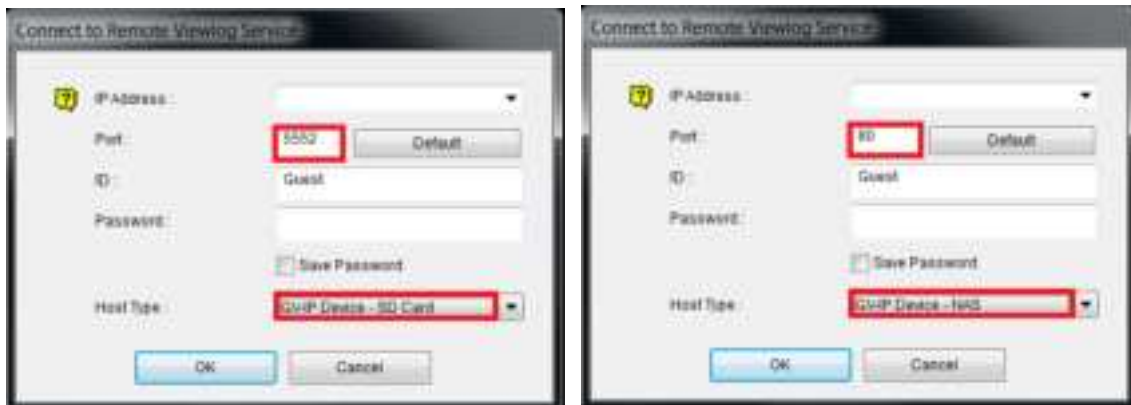 Connect to Remote Viewlog Service
IP Address :
Port :
5552
Default
ID :
Guest
Password :
Save Password
Host Type :
GV-IP Device - SD Card
OK
Cancel
Connect to Remote Viewlog Service
IP Address :
Port :
80
Default
ID :
Guest
Password :
Save Password
Host Type :
GV-IP Device - NAS
OK
Cancel